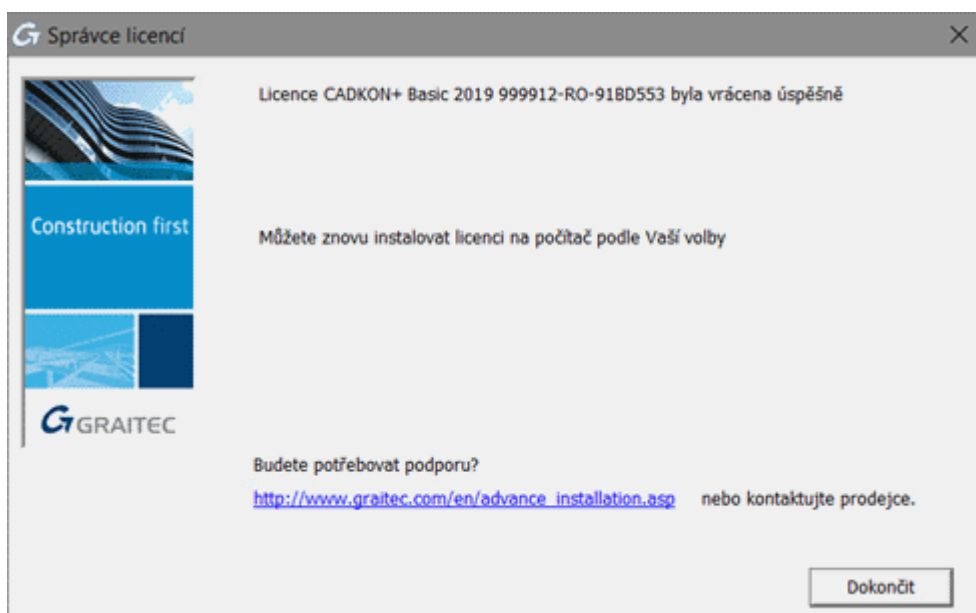 Správce licencí
Licence CADKON+ Basic 2019 999912-RO-91BD553 byla vrácena úspěšně
Construction first
Můžete znovu instalovat licenci na počítač podle Vaší volby
GRAITEC
Budete potřebovat podporu?
http://www.graitec.com/en/advance_installation.asp nebo kontaktujte prodejce.
Dokončit